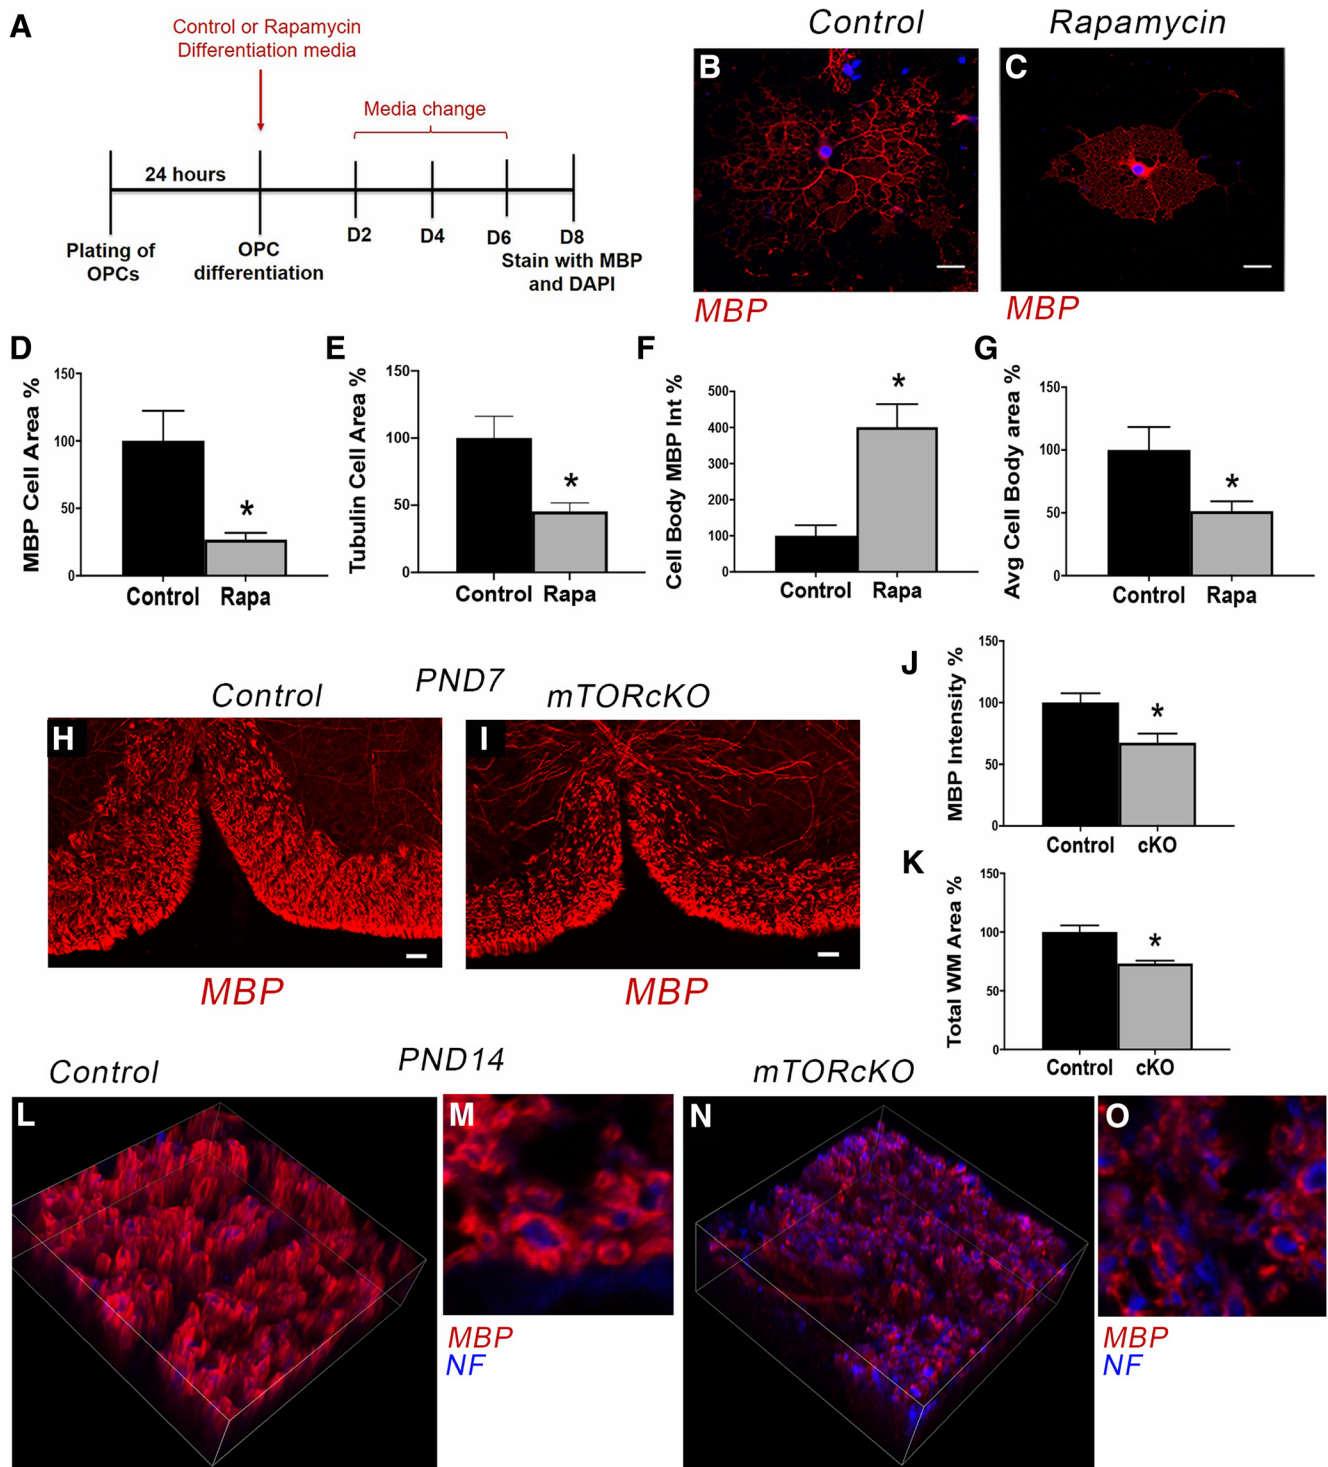 A
Control or Rapamycin
Differentiation media
Media change
24 hours
Plating of
OPCs
OPC
differentiation
D2
D4
D6
D8
Stain with MBP
and DAPI
Control
Rapamycin
B
C
MBP
MBP
D
MBP Cell Area %
150
100
50
0
Control
Rapa
*
E
Tubulin Cell Area %
150
100
50
0
Control
Rapa
*
F
Cell Body MBP Int %
500
400
300
200
100
0
Control
Rapa
*
G
Avg Cell Body area %
150
100
50
0
Control
Rapa
*
PND7
Control
mTORcKO
H
I
MBP
MBP
J
MBP Intensity %
150
100
50
0
Control
cKO
*
K
Total WM Area %
150
100
50
0
Control
cKO
*
PND14
Control
mTORcKO
L
M
MBP
NF
N
O
MBP
NF